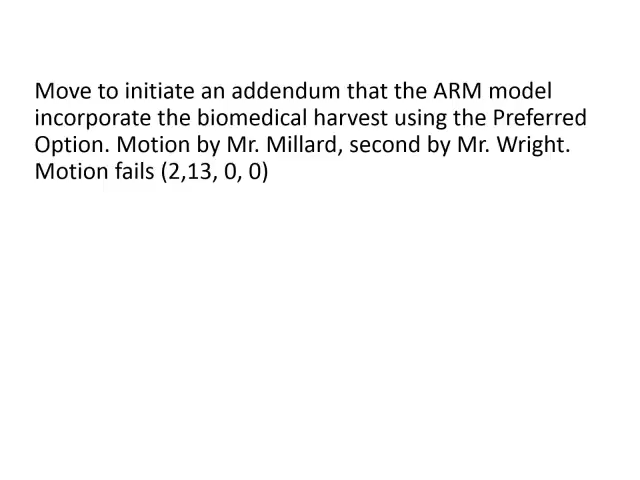 Move to initiate an addendum that the ARM model
incorporate the biomedical harvest using the Preferred
Option. Motion by Mr. Millard, second by Mr. Wright.
Motion fails (2,13, 0, 0)